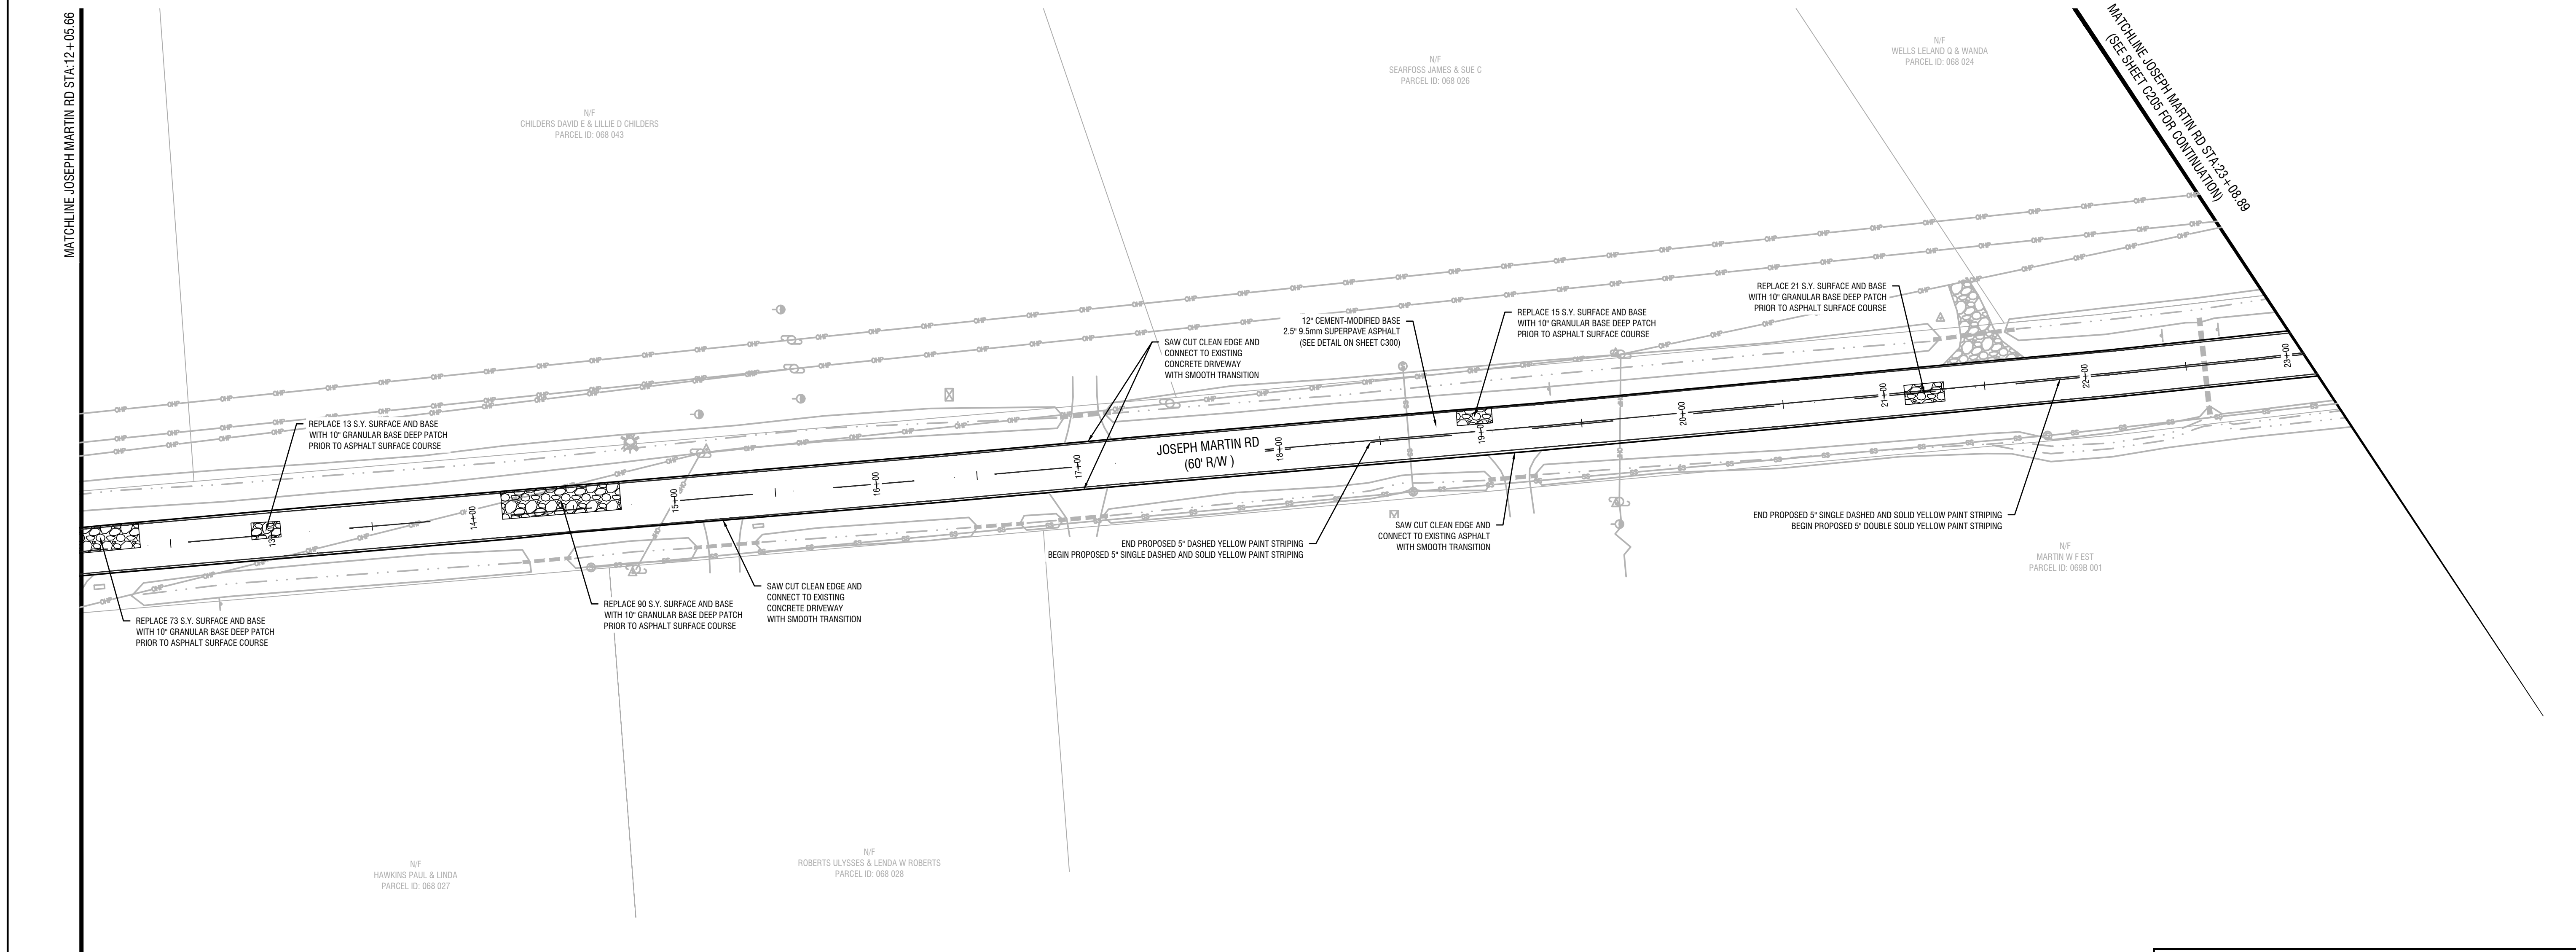 MATCHLINE JOSEPH MARTIN RD STA:12+05.66
MATCHLINE JOSEPH MARTIN RD STA:23+08.89
(SEE SHEET C205 FOR CONTINUATION)
N/F
CHILDERS DAVID E & LILLIE D CHILDERS
PARCEL ID: 068 043
N/F
SEARFOSS JAMES & SUE C
PARCEL ID: 068 026
N/F
WELLS LELAND Q & WANDA
PARCEL ID: 068 024
REPLACE 13 S.Y. SURFACE AND BASE
WITH 10" GRANULAR BASE DEEP PATCH
PRIOR TO ASPHALT SURFACE COURSE
SAW CUT CLEAN EDGE AND
CONNECT TO EXISTING
CONCRETE DRIVEWAY
WITH SMOOTH TRANSITION
12" CEMENT-MODIFIED BASE
2.5" 9.5mm SUPERPAVE ASPHALT
(SEE DETAIL ON SHEET C300)
REPLACE 15 S.Y. SURFACE AND BASE
WITH 10" GRANULAR BASE DEEP PATCH
PRIOR TO ASPHALT SURFACE COURSE
REPLACE 21 S.Y. SURFACE AND BASE
WITH 10" GRANULAR BASE DEEP PATCH
PRIOR TO ASPHALT SURFACE COURSE
JOSEPH MARTIN RD
(60' R/W )
13+00
14+00
15+00
16+00
17+00
18+00
19+00
20+00
21+00
22+00
23+00
REPLACE 73 S.Y. SURFACE AND BASE
WITH 10" GRANULAR BASE DEEP PATCH
PRIOR TO ASPHALT SURFACE COURSE
REPLACE 90 S.Y. SURFACE AND BASE
WITH 10" GRANULAR BASE DEEP PATCH
PRIOR TO ASPHALT SURFACE COURSE
SAW CUT CLEAN EDGE AND
CONNECT TO EXISTING
CONCRETE DRIVEWAY
WITH SMOOTH TRANSITION
END PROPOSED 5" DASHED YELLOW PAINT STRIPING
BEGIN PROPOSED 5" SINGLE DASHED AND SOLID YELLOW PAINT STRIPING
SAW CUT CLEAN EDGE AND
CONNECT TO EXISTING ASPHALT
WITH SMOOTH TRANSITION
END PROPOSED 5" SINGLE DASHED AND SOLID YELLOW PAINT STRIPING
BEGIN PROPOSED 5" DOUBLE SOLID YELLOW PAINT STRIPING
N/F
MARTIN W F EST
PARCEL ID: 069B 001
N/F
HAWKINS PAUL & LINDA
PARCEL ID: 068 027
N/F
ROBERTS ULYSSES & LENDA W ROBERTS
PARCEL ID: 068 028